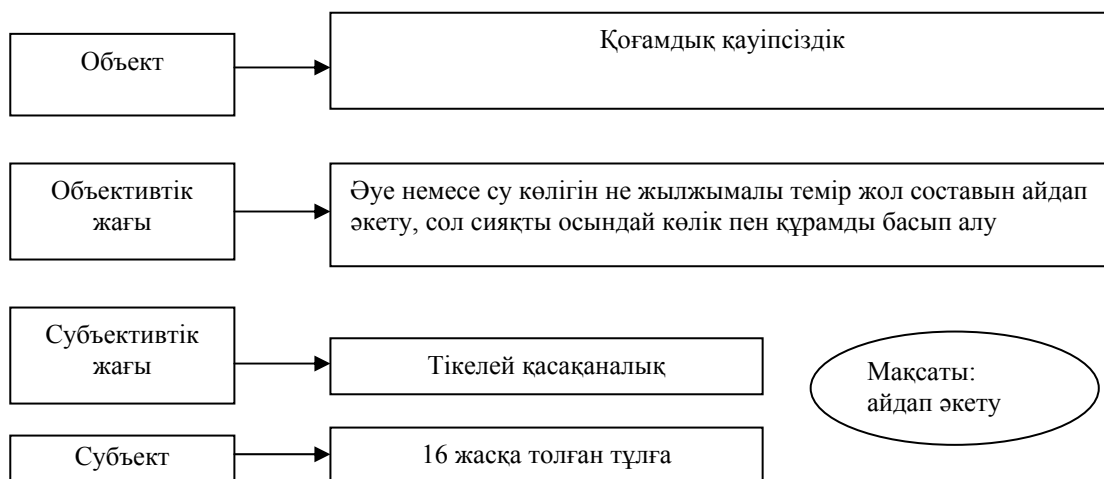 Объект
Қоғамдық қауіпсіздік
Объективтік
жағы
Әуе немесе су көлігін не жылжымалы темір жол составын айдап
әкету, сол сияқты осындай көлік пен құрамды басып алу
Субъективтік
жағы
Тікелей қасақаналық
Мақсаты:
айдап әкету
Субъект
16 жасқа толған тұлға